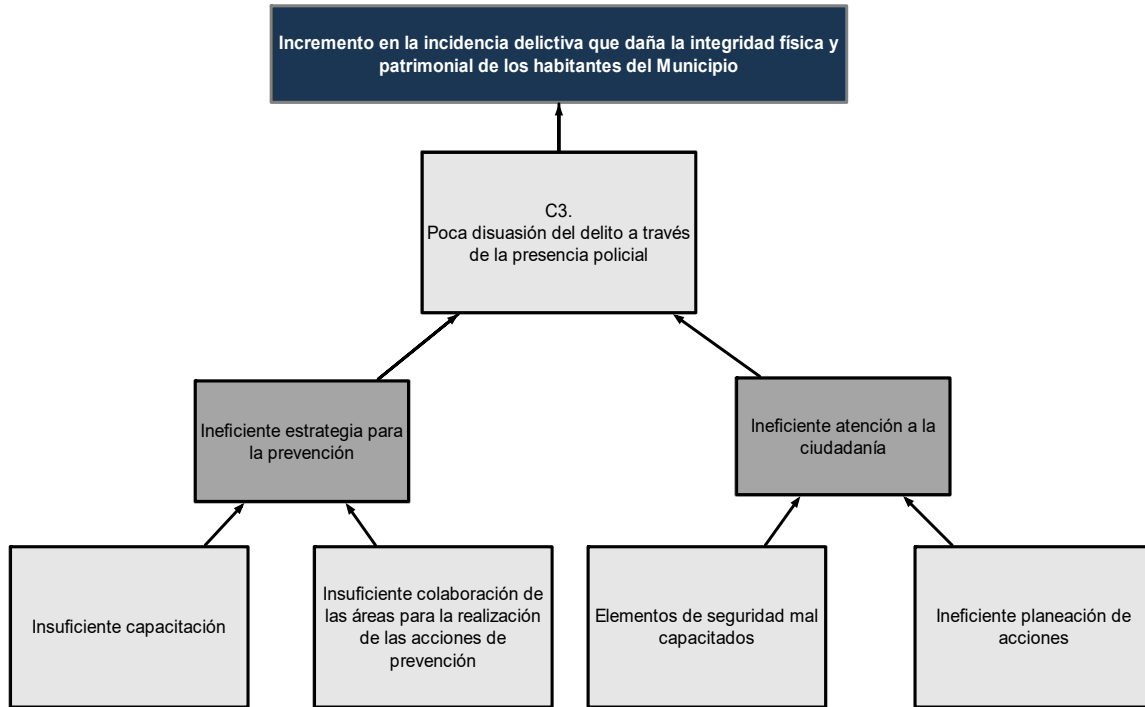 Incremento en la incidencia delictiva que daña la integridad física y
patrimonial de los habitantes del Municipio
C3.
Poca disuasión del delito a través
de la presencia policial
Ineficiente estrategia para
la prevención
Ineficiente atención a la
ciudadanía
Insuficiente capacitación
Insuficiente colaboración de
las áreas para la realización
de las acciones de
prevención
Elementos de seguridad mal
capacitados
Ineficiente planeación de
acciones